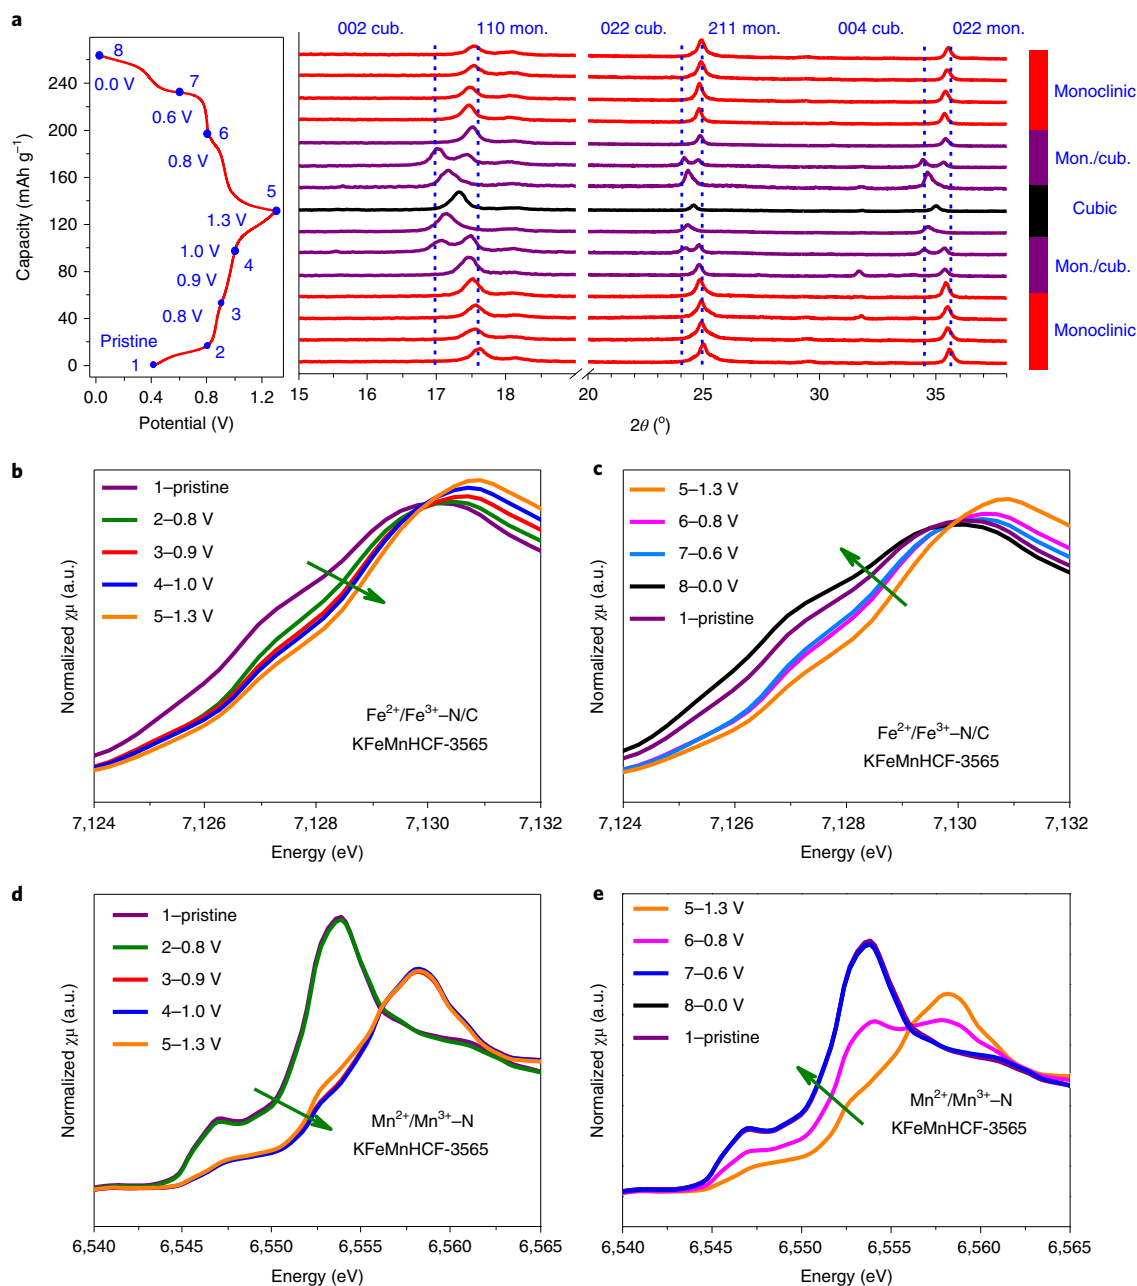 a
002 cub.
110 mon.
022 cub.
211 mon.
004 cub.
022 mon.
Capacity (mAh g⁻¹)
240
200
160
120
80
40
0
8
0.0 V
7
0.6 V
6
0.8 V
5
1.3 V
1.0 V
4
0.9 V
0.8 V
3
Pristine
2
1
0.0 0.4 0.8 1.2
Potential (V)
15 16 17 18 20 25 30 35
2θ (°)
Monoclinic
Mon./cub.
Cubic
Mon./cub.
Monoclinic
b
Normalized χμ (a.u.)
1–pristine
2–0.8 V
3–0.9 V
4–1.0 V
5–1.3 V
Fe²⁺/Fe³⁺–N/C
KFeMnHCF-3565
7,124 7,126 7,128 7,130 7,132
Energy (eV)
c
Normalized χμ (a.u.)
5–1.3 V
6–0.8 V
7–0.6 V
8–0.0 V
1–pristine
Fe²⁺/Fe³⁺–N/C
KFeMnHCF-3565
7,124 7,126 7,128 7,130 7,132
Energy (eV)
d
Normalized χμ (a.u.)
1–pristine
2–0.8 V
3–0.9 V
4–1.0 V
5–1.3 V
Mn²⁺/Mn³⁺–N
KFeMnHCF-3565
6,540 6,545 6,550 6,555 6,560 6,565
Energy (eV)
e
Normalized χμ (a.u.)
5–1.3 V
6–0.8 V
7–0.6 V
8–0.0 V
1–pristine
Mn²⁺/Mn³⁺–N
KFeMnHCF-3565
6,540 6,545 6,550 6,555 6,560 6,565
Energy (eV)